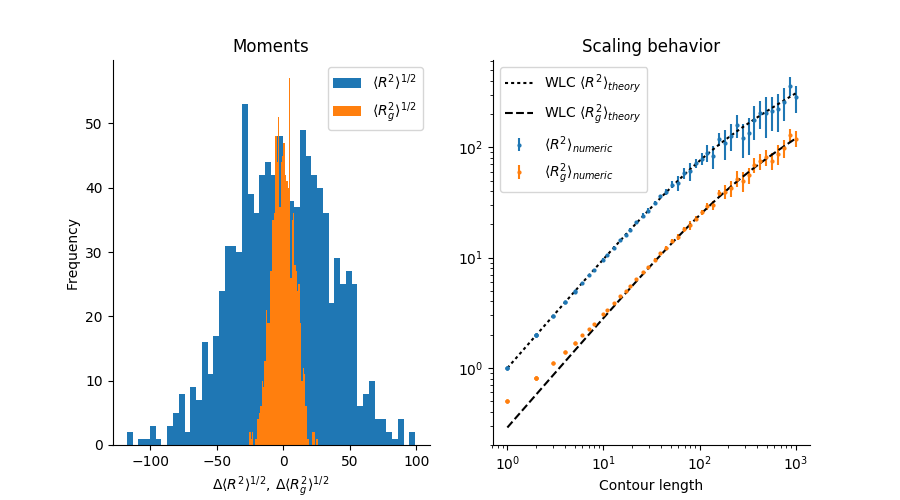 Moments
Frequency
0
10
20
30
40
50
−100
−50
0
50
100
Δ⟨R²⟩^{1/2}, Δ⟨R_g²⟩^{1/2}
⟨R²⟩^{1/2}
⟨R_g²⟩^{1/2}
Scaling behavior
WLC ⟨R²⟩_{theory}
WLC ⟨R_g²⟩_{theory}
⟨R²⟩_{numeric}
⟨R_g²⟩_{numeric}
10²
10¹
10⁰
10⁰
10¹
10²
10³
Contour length